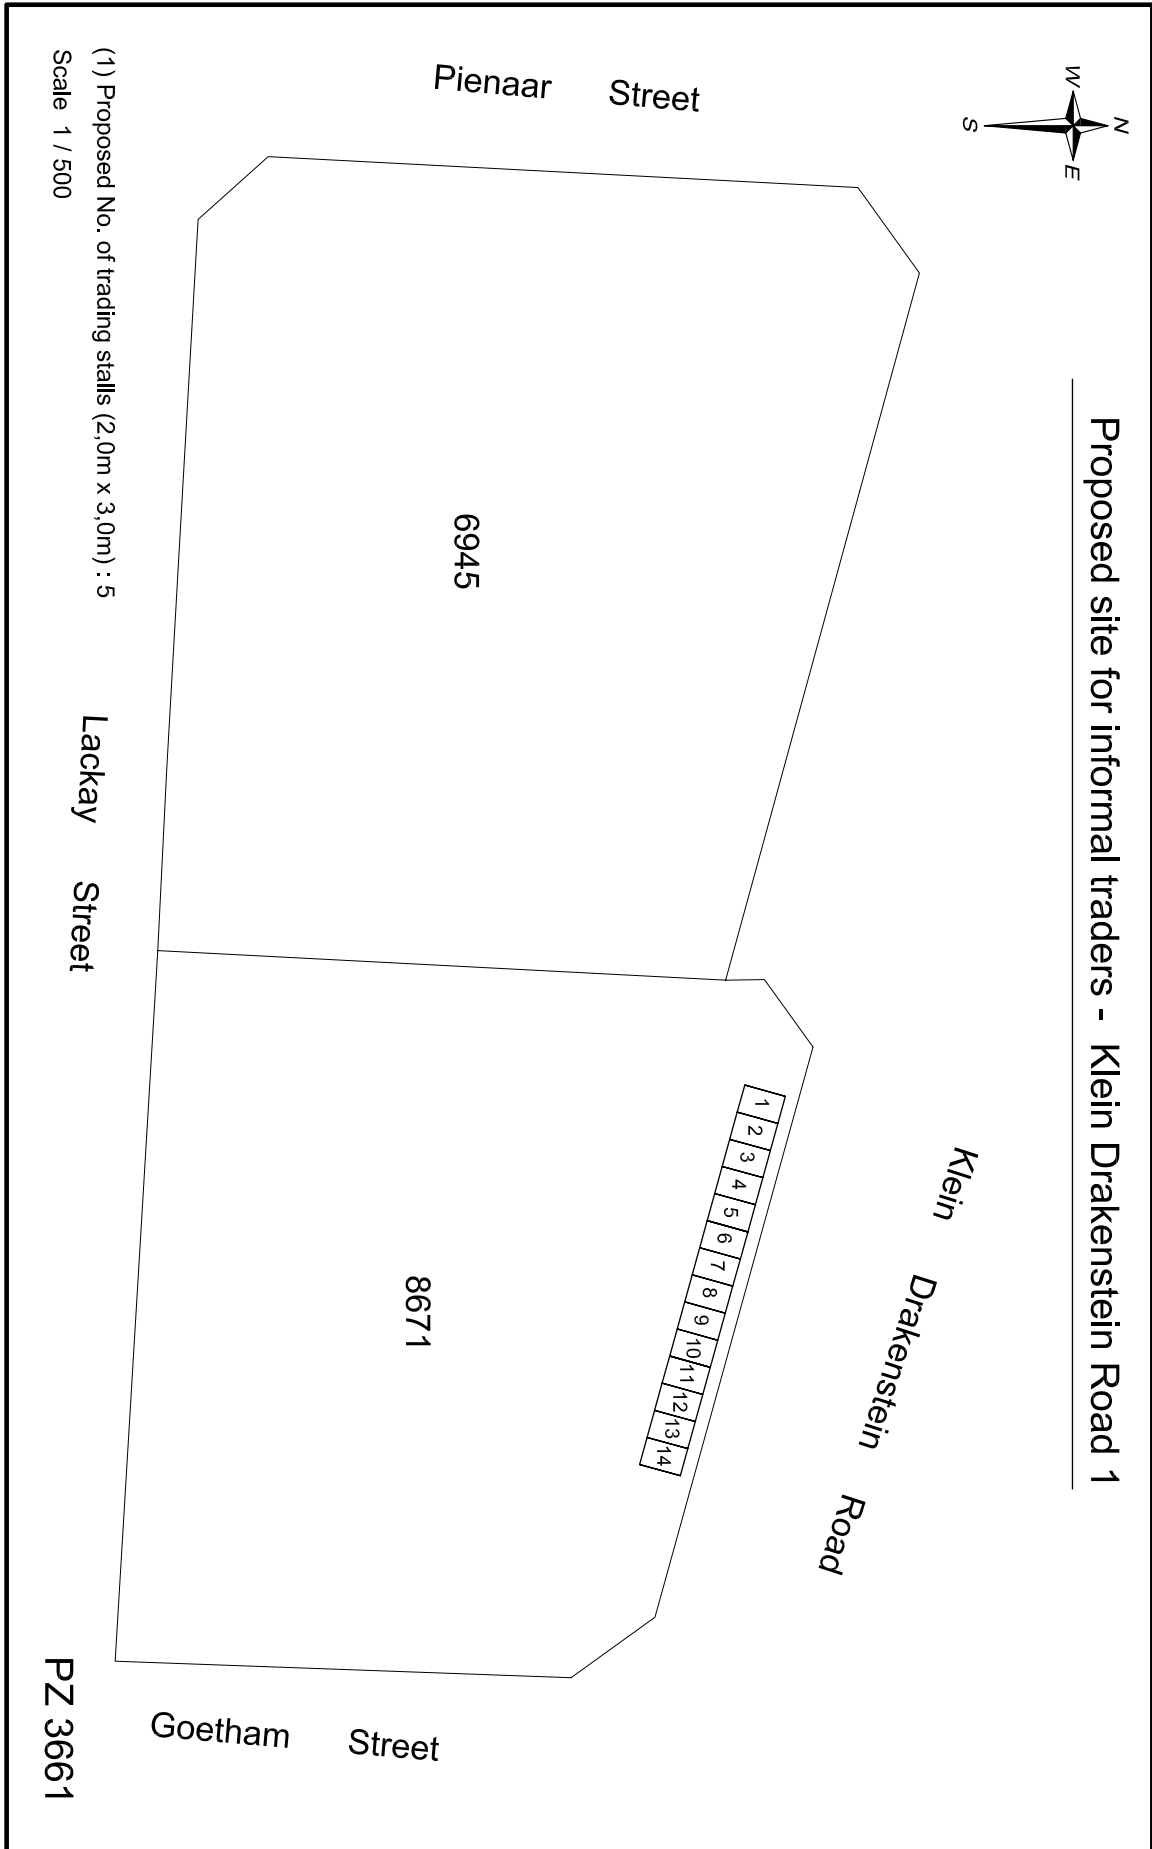 Proposed site for informal traders - Klein Drakenstein Road 1
N
W
E
S
Klein Drakenstein Road
Pienaar Street
6945
8671
1
2
3
4
5
6
7
8
9
10
11
12
13
14
Goetham Street
Lackay Street
(1) Proposed No. of trading stalls (2,0m x 3,0m) : 5
Scale 1 / 500
PZ 3661